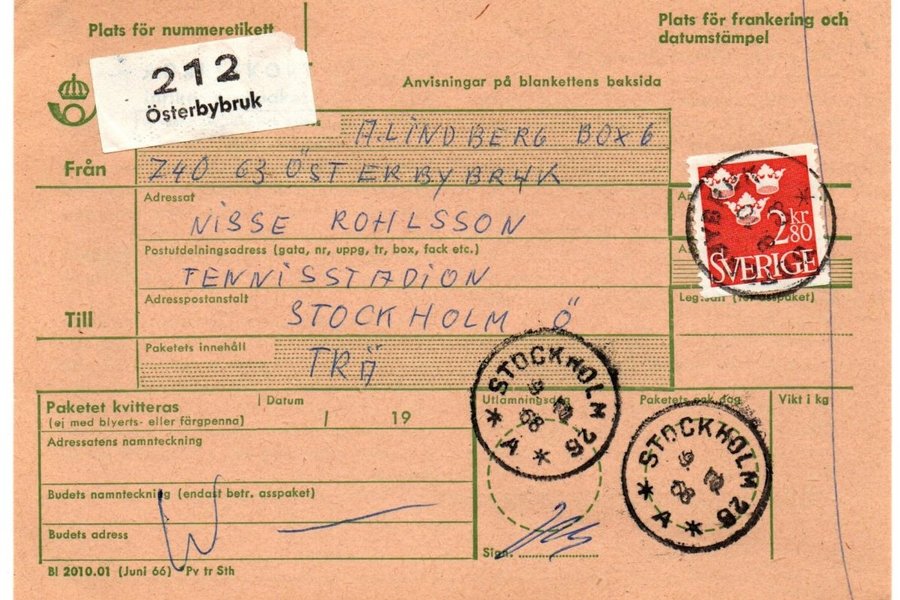 Plats för nummeretikett
Plats för frankering och
datumstämpel
212
Österbybruk
Anvisningar på blankettens baksida
Från
A. LINDBERG BOX 6
740 63 ÖSTERBYBRUK
Adressat
NISSE ROHLSSON
Postutdelningsadress (gata, nr, uppg, tr, box, fack etc.)
TENNISSTADION
Adresspostanstalt
STOCKHOLM Ö
Till
Paketets innehåll
TRÄ
2 kr
80
SVERIGE
Paketet kvitteras
(ej med blyerts- eller färgpenna)
Datum
/ 19
Utlämningsdag
Vikt i kg
Adressatens namnteckning
Budets namnteckning (endast betr. asspaket)
Budets adress
Sign.
STOCKHOLM 26
A
STOCKHOLM 26
A
Bl 2010.01 (Juni 66) Pv tr Sth